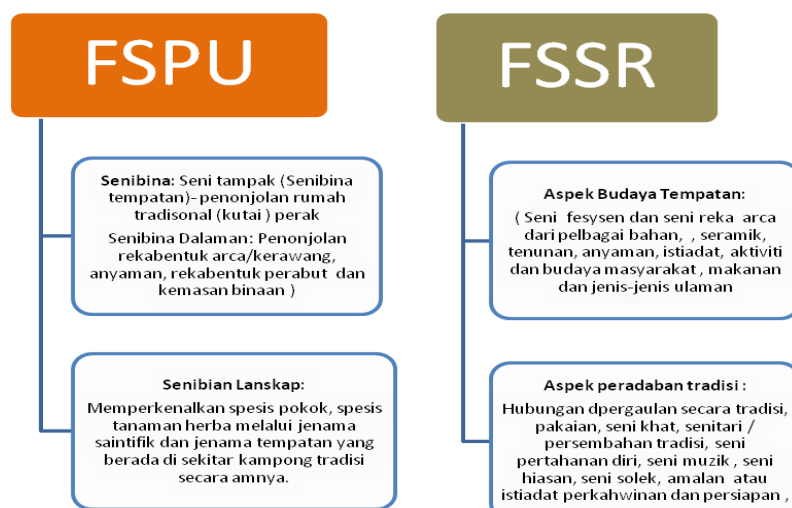 FSPU
Senibina: Seni tampak (Senibina
tempatan)- penonjolan rumah
tradisonal (kutai ) perak
Senibina Dalaman: Penonjolan
rekabentuk arca/kerawang,
anyaman, rekabentuk perabut dan
kemasan binaan )
Senibian Lanskap:
Memperkenalkan spesis pokok, spesis
tanaman herba melalui jenama
saintifik dan jenama tempatan yang
berada di sekitar kampong tradisi
secara amnya.
FSSR
Aspek Budaya Tempatan:
( Seni fesysen dan seni reka arca
dari pelbagai bahan, , seramik,
tenunan, anyaman, istiadat, aktiviti
dan budaya masyarakat , makanan
dan jenis-jenis ulaman
Aspek peradaban tradisi :
Hubungan dpergaulan secara tradisi,
pakaian, seni khat, senitari /
persembahan tradisi, seni
pertahanan diri, seni muzik , seni
hiasan, seni solek, amalan atau
istiadat perkahwinan dan persiapan ,